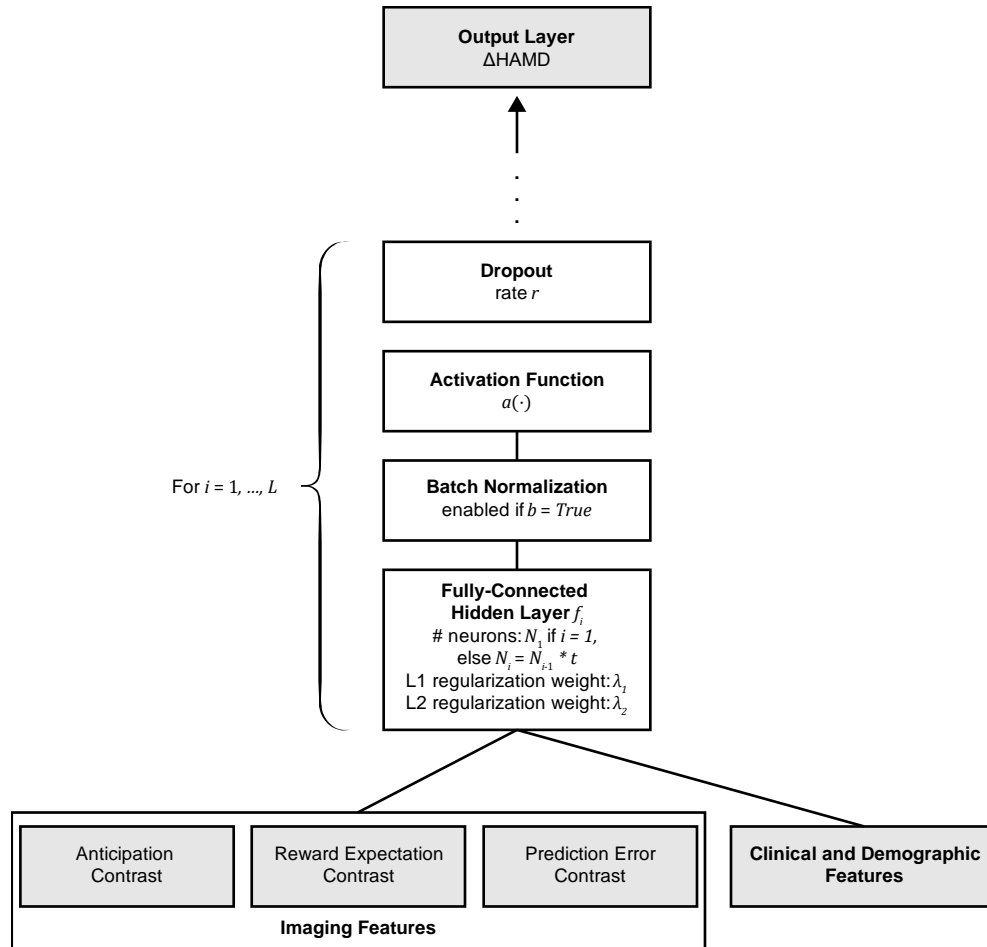 Output Layer
ΔHAMD
.
.
.
Dropout
rate r
Activation Function
a(·)
For i = 1, ..., L
Batch Normalization
enabled if b = True
Fully-Connected
Hidden Layer fᵢ
# neurons: N₁ if i = 1,
else Nᵢ = Nᵢ₋₁ * t
L1 regularization weight: λ₁
L2 regularization weight: λ₂
Anticipation
Contrast
Reward Expectation
Contrast
Prediction Error
Contrast
Clinical and Demographic
Features
Imaging Features